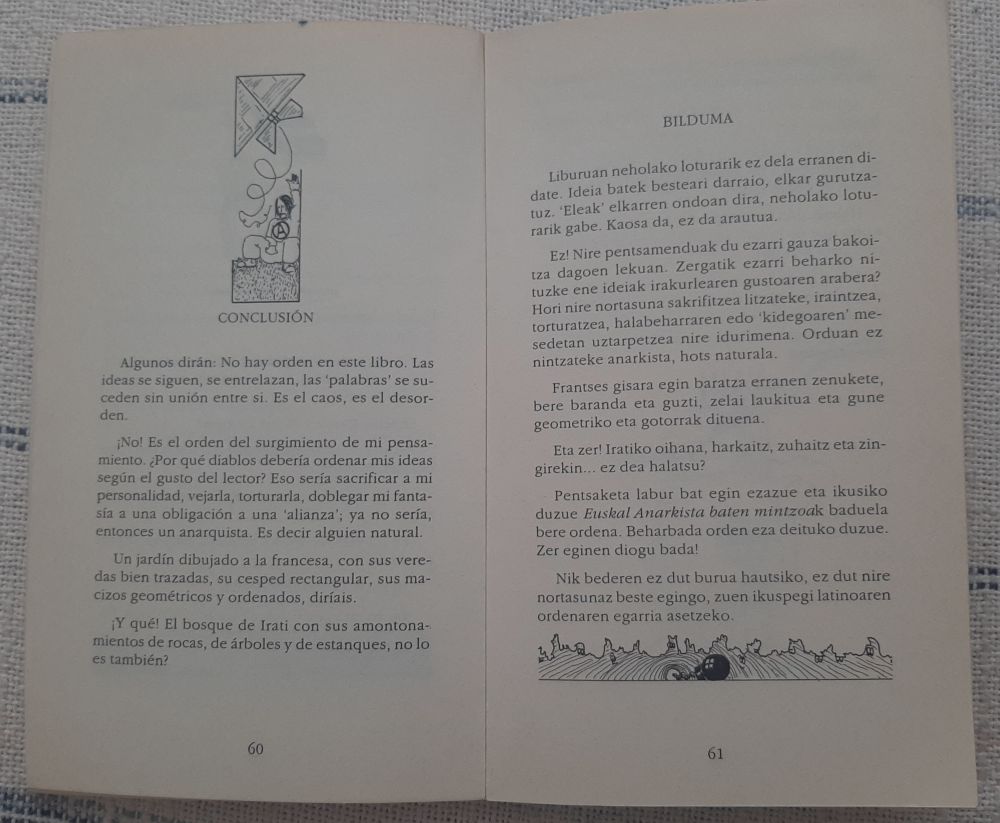 A
CONCLUSIÓN
Algunos dirán: No hay orden en este libro. Las
ideas se siguen, se entrelazan, las 'palabras' se su-
ceden sin unión entre si. Es el caos, es el desor-
den.
¡No! Es el orden del surgimiento de mi pensa-
miento. ¿Por qué diablos debería ordenar mis ideas
según el gusto del lector? Eso sería sacrificar a mi
personalidad, vejarla, torturarla, doblegar mi fanta-
sía a una obligación a una 'alianza'; ya no sería,
entonces un anarquista. Es decir alguien natural.
Un jardín dibujado a la francesa, con sus vere-
das bien trazadas, su cesped rectangular, sus ma-
cizos geométricos y ordenados, diríais.
¡Y qué! El bosque de Irati con sus amontona-
mientos de rocas, de árboles y de estanques, no lo
es también?
60
BILDUMA
Liburuan neholako loturarik ez dela erranen di-
date. Ideia batek besteari darraio, elkar gurutza-
tuz. 'Eleak' elkarren ondoan dira, neholako lotu-
rarik gabe. Kaosa da, ez da arautua.
Ez! Nire pentsamenduak du ezarri gauza bakoi-
tza dagoen lekuan. Zergatik ezarri beharko ni-
tuzke ene ideiak irakurlearen gustoaren arabera?
Hori nire nortasuna sakrifitzea litzateke, iraintzea,
torturatzea, halabeharraren edo 'kidegoaren' me-
sedetan uztarpetzea nire idurimena. Orduan ez
nintzateke anarkista, hots naturala.
Frantses gisara egin baratza erranen zenukete,
bere baranda eta guzti, zelai laukitua eta gune
geometriko eta gotorrak dituena.
Eta zer! Iratiko oihana, harkaitz, zuhaitz eta zin-
girekin... ez dea halatsu?
Pentsaketa labur bat egin ezazue eta ikusiko
duzue Euskal Anarkista baten mintzoak baduela
bere ordena. Beharbada orden eza deituko duzue.
Zer eginen diogu bada!
Nik bederen ez dut burua hautsiko, ez dut nire
nortasunaz beste egingo, zuen ikuspegi latinoaren
ordenaren egarria asetzeko.
61